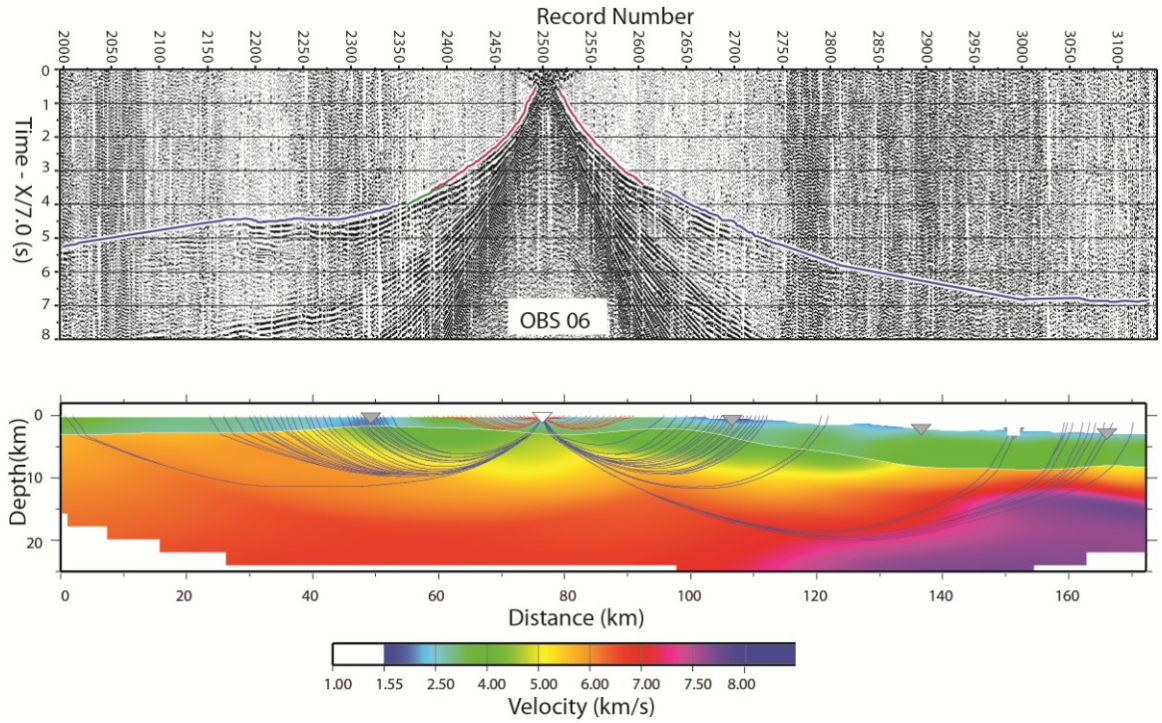 Record Number
2000 2050 2100 2150 2200 2250 2300 2350 2400 2450 2500 2550 2600 2650 2700 2750 2800 2850 2900 2950 3000 3050 3100
Time - X/7.0 (s)
0
1
2
3
4
5
6
7
8
OBS 06
Depth(km)
0
10
20
0 20 40 60 80 100 120 140 160
Distance (km)
1.00 1.55 2.50 4.00 5.00 6.00 7.00 7.50 8.00
Velocity (km/s)